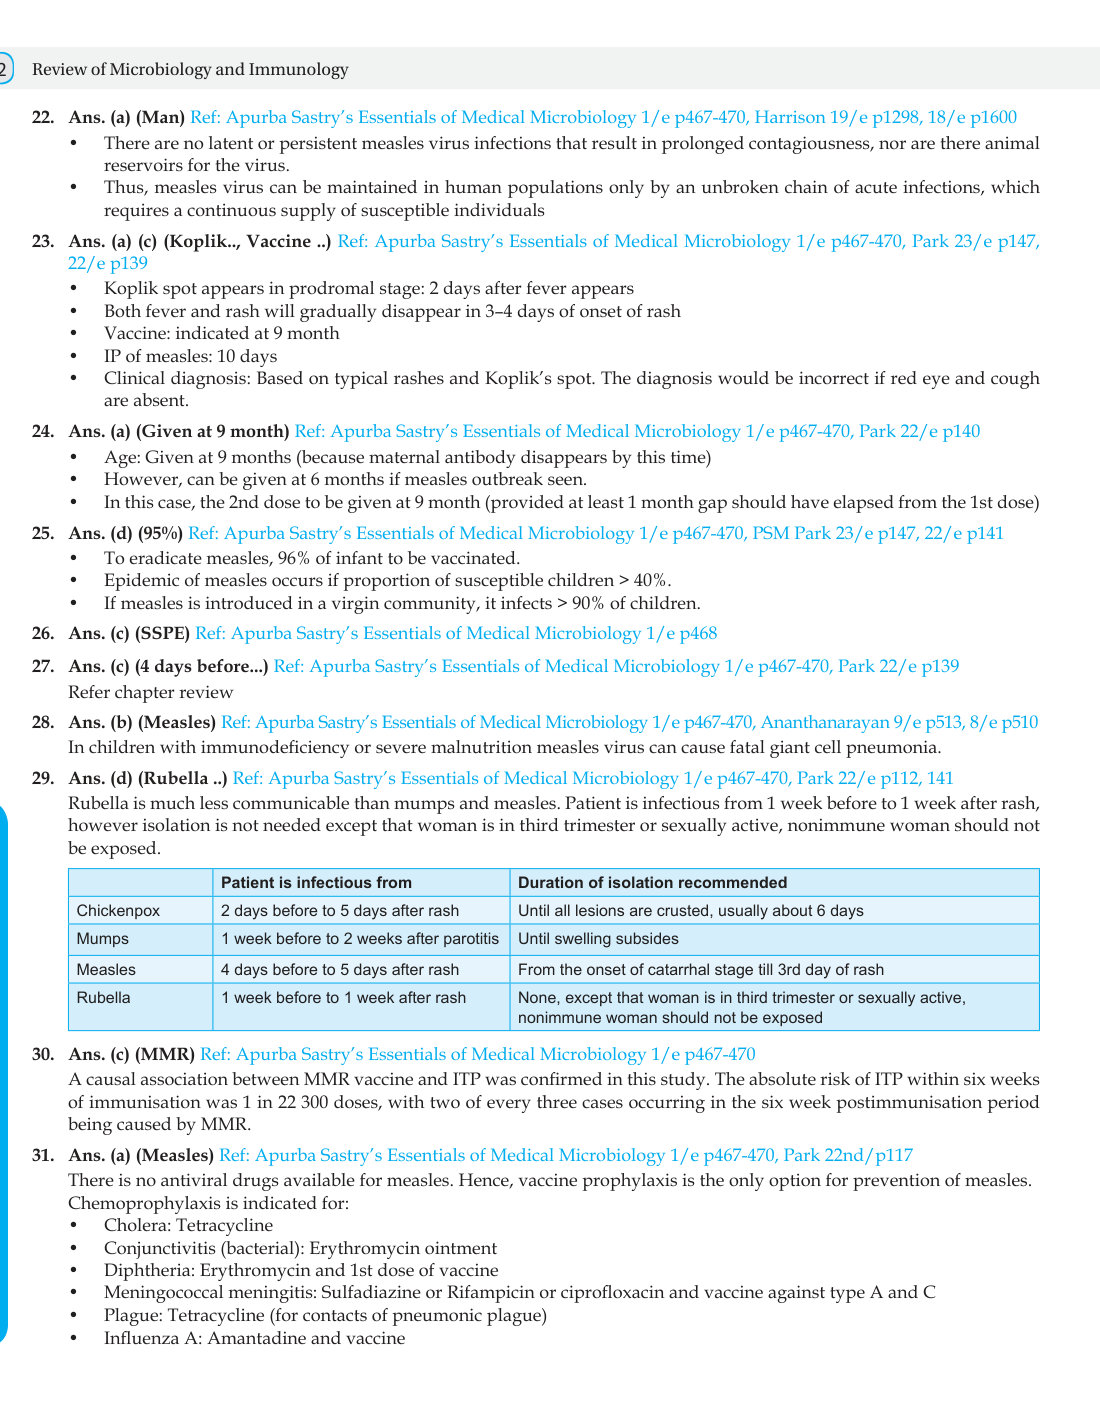 2 Review of Microbiology and Immunology
22. Ans. (a) (Man) Ref: Apurba Sastry's Essentials of Medical Microbiology 1/e p467-470, Harrison 19/e p1298, 18/e p1600
• There are no latent or persistent measles virus infections that result in prolonged contagiousness, nor are there animal
reservoirs for the virus.
• Thus, measles virus can be maintained in human populations only by an unbroken chain of acute infections, which
requires a continuous supply of susceptible individuals
23. Ans. (a) (c) (Koplik.., Vaccine ..) Ref: Apurba Sastry's Essentials of Medical Microbiology 1/e p467-470, Park 23/e p147,
22/e p139
• Koplik spot appears in prodromal stage: 2 days after fever appears
• Both fever and rash will gradually disappear in 3–4 days of onset of rash
• Vaccine: indicated at 9 month
• IP of measles: 10 days
• Clinical diagnosis: Based on typical rashes and Koplik's spot. The diagnosis would be incorrect if red eye and cough
are absent.
24. Ans. (a) (Given at 9 month) Ref: Apurba Sastry's Essentials of Medical Microbiology 1/e p467-470, Park 22/e p140
• Age: Given at 9 months (because maternal antibody disappears by this time)
• However, can be given at 6 months if measles outbreak seen.
• In this case, the 2nd dose to be given at 9 month (provided at least 1 month gap should have elapsed from the 1st dose)
25. Ans. (d) (95%) Ref: Apurba Sastry's Essentials of Medical Microbiology 1/e p467-470, PSM Park 23/e p147, 22/e p141
• To eradicate measles, 96% of infant to be vaccinated.
• Epidemic of measles occurs if proportion of susceptible children > 40%.
• If measles is introduced in a virgin community, it infects > 90% of children.
26. Ans. (c) (SSPE) Ref: Apurba Sastry's Essentials of Medical Microbiology 1/e p468
27. Ans. (c) (4 days before...) Ref: Apurba Sastry's Essentials of Medical Microbiology 1/e p467-470, Park 22/e p139
Refer chapter review
28. Ans. (b) (Measles) Ref: Apurba Sastry's Essentials of Medical Microbiology 1/e p467-470, Ananthanarayan 9/e p513, 8/e p510
In children with immunodeficiency or severe malnutrition measles virus can cause fatal giant cell pneumonia.
29. Ans. (d) (Rubella ..) Ref: Apurba Sastry's Essentials of Medical Microbiology 1/e p467-470, Park 22/e p112, 141
Rubella is much less communicable than mumps and measles. Patient is infectious from 1 week before to 1 week after rash,
however isolation is not needed except that woman is in third trimester or sexually active, nonimmune woman should not
be exposed.
Patient is infectious from Duration of isolation recommended
Chickenpox 2 days before to 5 days after rash Until all lesions are crusted, usually about 6 days
Mumps 1 week before to 2 weeks after parotitis Until swelling subsides
Measles 4 days before to 5 days after rash From the onset of catarrhal stage till 3rd day of rash
Rubella 1 week before to 1 week after rash None, except that woman is in third trimester or sexually active,
nonimmune woman should not be exposed
30. Ans. (c) (MMR) Ref: Apurba Sastry's Essentials of Medical Microbiology 1/e p467-470
A causal association between MMR vaccine and ITP was confirmed in this study. The absolute risk of ITP within six weeks
of immunisation was 1 in 22 300 doses, with two of every three cases occurring in the six week postimmunisation period
being caused by MMR.
31. Ans. (a) (Measles) Ref: Apurba Sastry's Essentials of Medical Microbiology 1/e p467-470, Park 22nd/p117
There is no antiviral drugs available for measles. Hence, vaccine prophylaxis is the only option for prevention of measles.
Chemoprophylaxis is indicated for:
• Cholera: Tetracycline
• Conjunctivitis (bacterial): Erythromycin ointment
• Diphtheria: Erythromycin and 1st dose of vaccine
• Meningococcal meningitis: Sulfadiazine or Rifampicin or ciprofloxacin and vaccine against type A and C
• Plague: Tetracycline (for contacts of pneumonic plague)
• Influenza A: Amantadine and vaccine